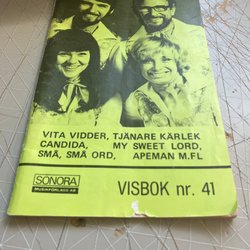 VITA VIDDER, TJÄNARE KÄRLEK
CANDIDA, MY SWEET LORD,
SMÅ, SMÅ ORD, APEMAN M.FL
SONORA
MUSIKFÖRLAGS AB
VISBOK nr. 41